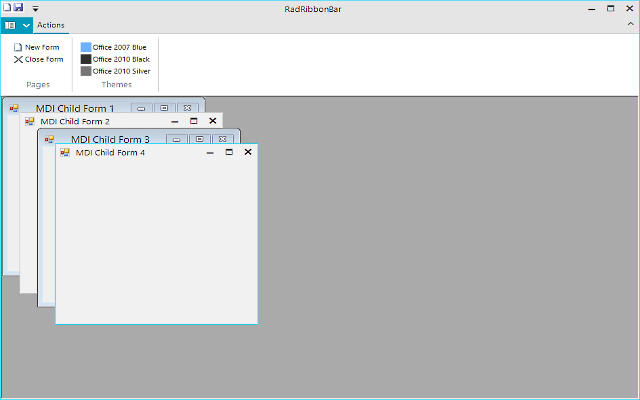 RadRibbonBar
Actions
New Form
Close Form
Pages
Office 2007 Blue
Office 2010 Black
Office 2010 Silver
Themes
MDI Child Form 1
MDI Child Form 2
MDI Child Form 3
MDI Child Form 4